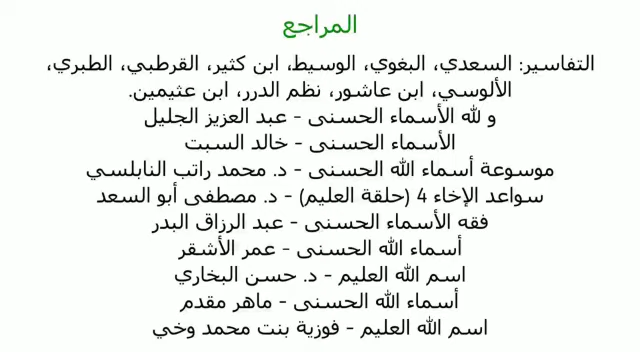 المراجع
التفاسير: السعدي، البغوي، الوسيط، ابن كثير، القرطبي، الطبري،
الألوسي، ابن عاشور، نظم الدرر، ابن عثيمين.
و لله الأسماء الحسنى - عبد العزيز الجليل
الأسماء الحسنى - خالد السبت
موسوعة أسماء الله الحسنى - د. محمد راتب النابلسي
سواعد الإخاء 4 (حلقة العليم) - د. مصطفى أبو السعد
فقه الأسماء الحسنى - عبد الرزاق البدر
أسماء الله الحسنى - عمر الأشقر
اسم الله العليم - د. حسن البخاري
أسماء الله الحسنى - ماهر مقدم
اسم الله العليم - فوزية بنت محمد وخي